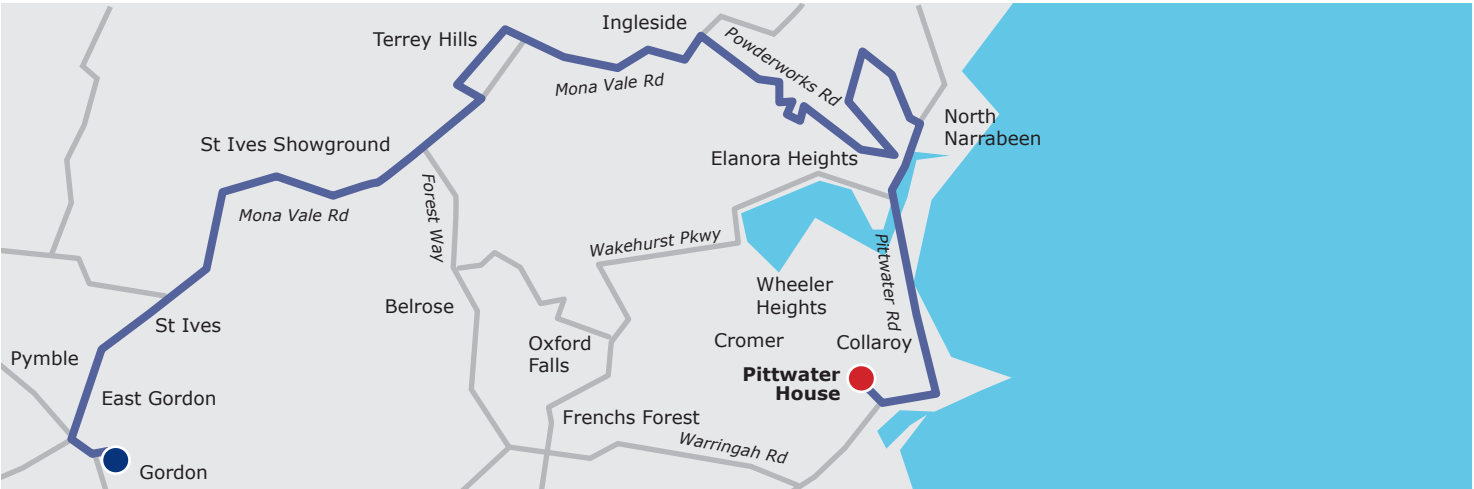 Ingleside
Terrey Hills
Powderworks Rd
Mona Vale Rd
North
Narrabeen
St Ives Showground
Elanora Heights
Forest Way
Mona Vale Rd
Wakehurst Pkwy
Pittwater Rd
Wheeler
Heights
Belrose
St Ives
Oxford
Falls
Cromer
Collaroy
Pymble
Pittwater
House
East Gordon
Frenchs Forest
Warringah Rd
Gordon